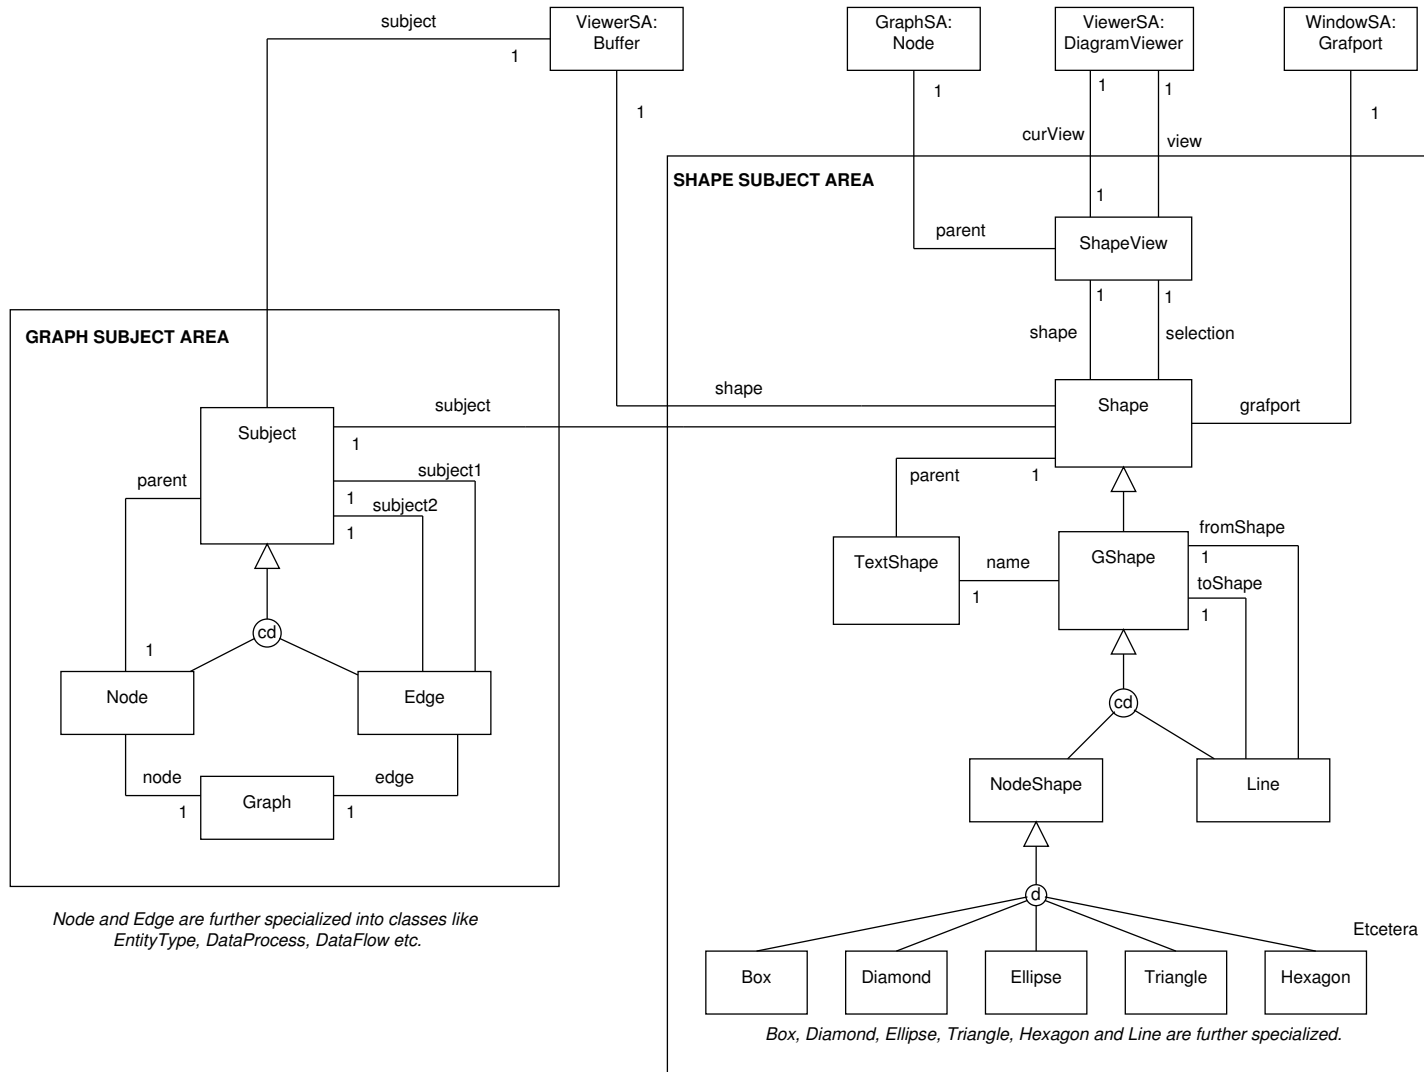 subject
1
ViewerSA:
Buffer
1
GraphSA:
Node
1
ViewerSA:
DiagramViewer
1
1
curView
view
WindowSA:
Grafport
1
SHAPE SUBJECT AREA
1
parent
ShapeView
1
1
shape
selection
GRAPH SUBJECT AREA
shape
Shape
grafport
subject
Subject
1
parent
subject1
1
subject2
1
parent
1
TextShape
name
1
GShape
fromShape
1
toShape
1
cd
1
Node
Edge
node
1
Graph
edge
1
cd
NodeShape
Line
d
Node and Edge are further specialized into classes like
EntityType, DataProcess, DataFlow etc.
Etcetera
Box
Diamond
Ellipse
Triangle
Hexagon
Box, Diamond, Ellipse, Triangle, Hexagon and Line are further specialized.